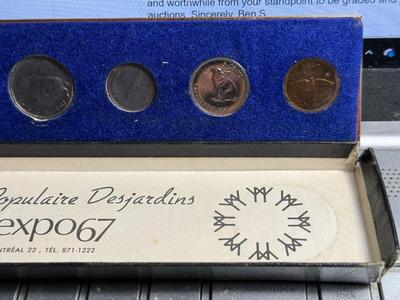 and worthwhile from your standpoint to be graded and
auctions. Sincerely, Ben S.
Populaire Desjardins
expo67
NTRÉAL 22, TÉL. 871-1222
lock